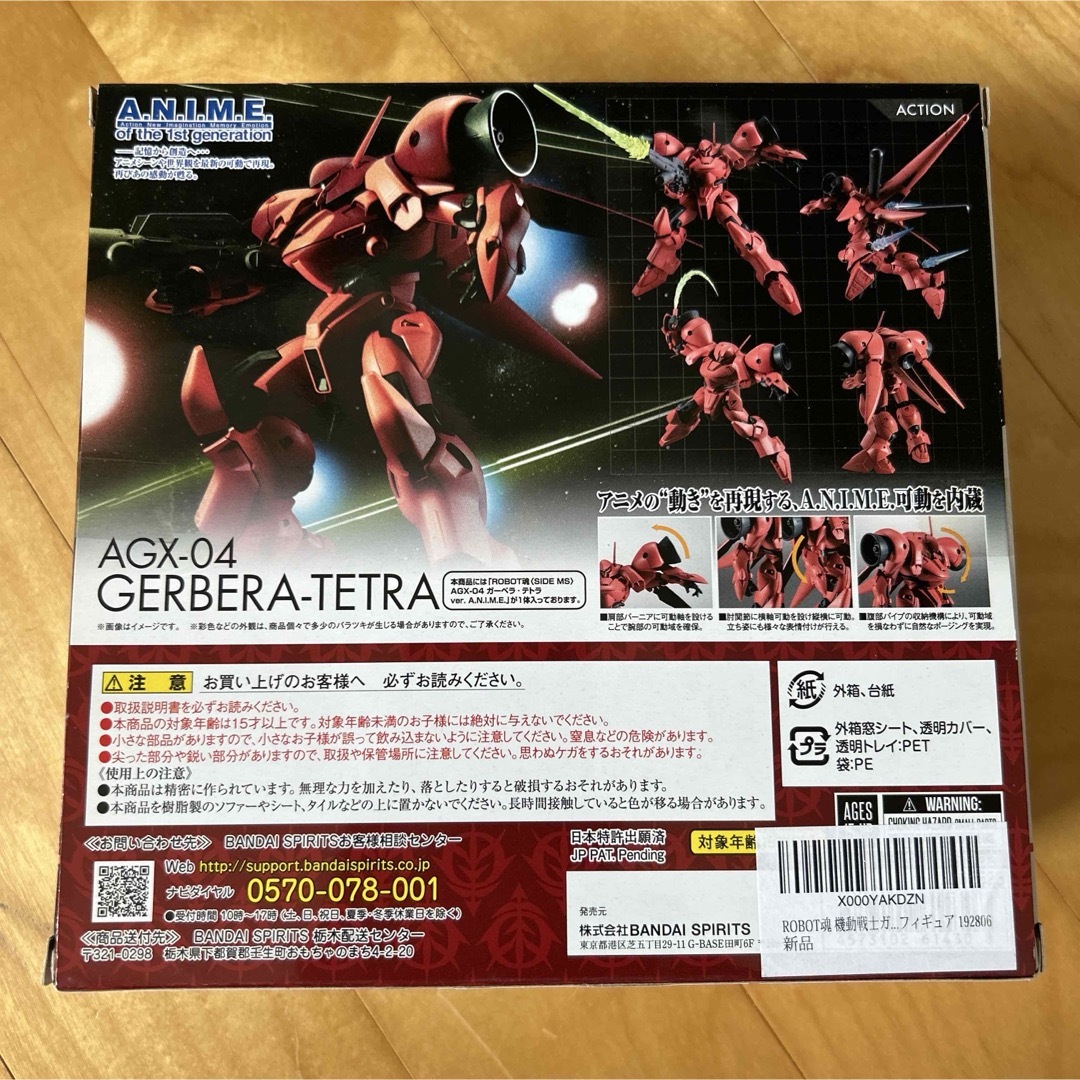 A.N.I.M.E.
Action New Imagination Memory Emotion
of the 1st generation
——記憶から創造へ…
アニメシーンや世界観を最新の可動で再現。
再びあの感動が甦る。
ACTION
アニメの“動き”を再現する、A.N.I.M.E.可動を内蔵
■肩部バーニアに可動軸を設ける
ことで腕部の可動域を確保。
■肘関節に横軸可動を設け縦横に可動。
立ち姿にも様々な表情付けが行える。
■腹部パイプの収納機構により、可動域
を損なわずに自然なポージングを実現。
AGX-04
GERBERA-TETRA
本商品には「ROBOT魂〈SIDE MS〉
AGX-04 ガーベラ・テトラ
ver. A.N.I.M.E.」が1体入っております。
※画像はイメージです。 ※彩色などの外観は、商品個々で多少のバラツキが生じる場合がありますので、ご了承ください。
注 意 お買い上げのお客様へ 必ずお読みください。
●取扱説明書を必ずお読みください。
●本商品の対象年齢は15才以上です。対象年齢未満のお子様には絶対に与えないでください。
●小さな部品がありますので、小さなお子様が誤って飲み込まないように注意してください。窒息などの危険があります。
●尖った部分や鋭い部分がありますので、取扱や保管場所に注意してください。思わぬケガをするおそれがあります。
《使用上の注意》
●本商品は精密に作られています。無理な力を加えたり、落としたりすると破損するおそれがあります。
●本商品を樹脂製のソファーやシート、タイルなどの上に置かないでください。長時間接触していると色が移る場合があります。
紙 外箱、台紙
プラ 外箱窓シート、透明カバー、
透明トレイ:PET
袋:PE
AGES
WARNING:
CHOKING HAZARD
≪お問い合わせ先≫ BANDAI SPIRITSお客様相談センター
Web http://support.bandaispirits.co.jp
ナビダイヤル 0570-078-001
●受付時間 10時〜17時(土、日、祝日、夏季・冬季休業日を除く)
≪商品送付先≫ BANDAI SPIRITS 栃木配送センター
〒321-0298 栃木県下都賀郡壬生町おもちゃのまち4-2-20
日本特許出願済
JP PAT. Pending
対象年齢
発売元
株式会社BANDAI SPIRITS
東京都港区芝五丁目29-11 G-BASE田町6F
X000YAKDZN
ROBOT魂 機動戦士ガ...フィギュア 192806
新品